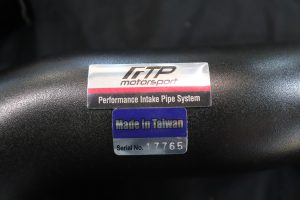 FTP
motorsport
Performance Intake Pipe System
Made in Taiwan
Serial No. 17765